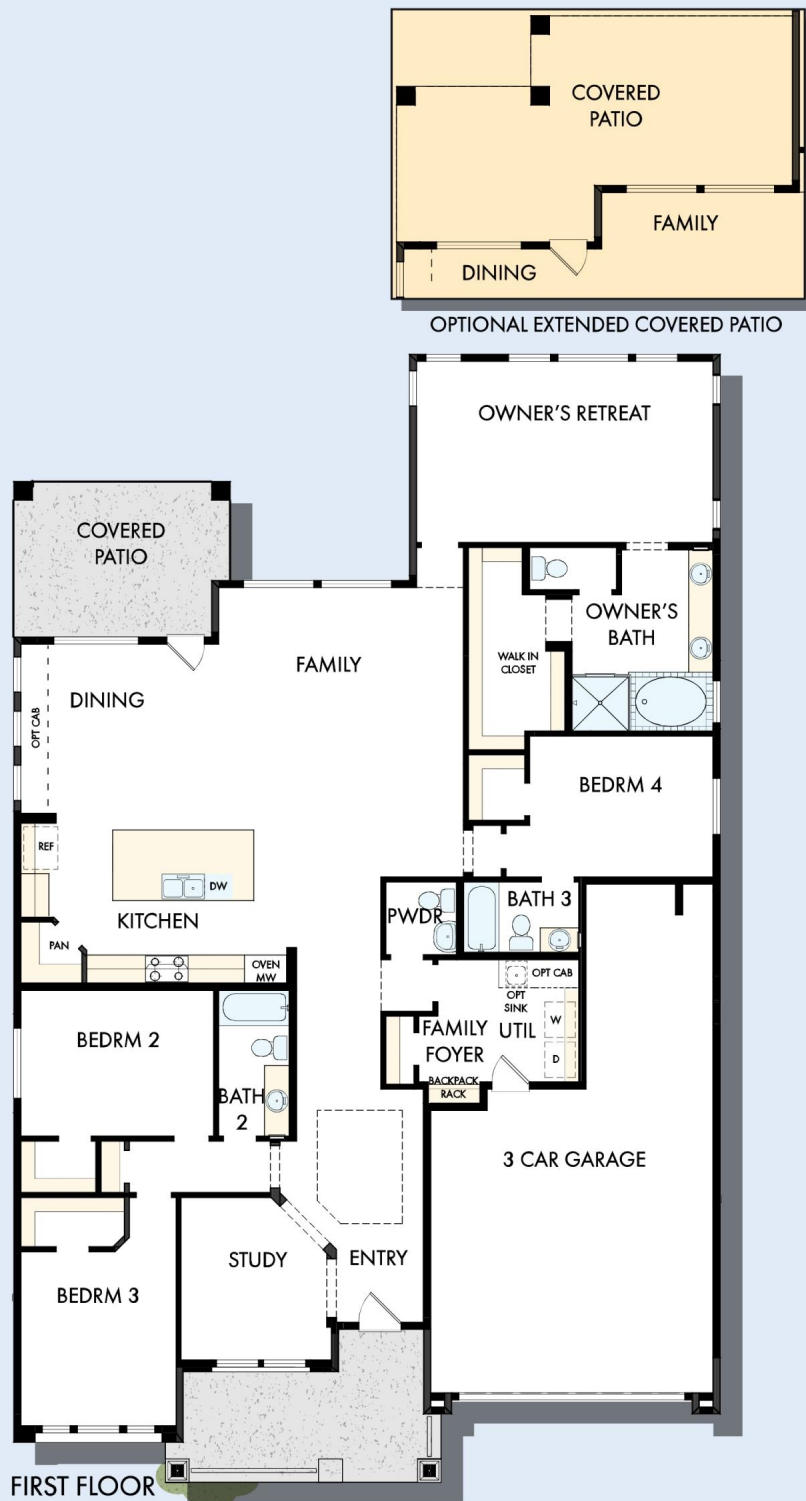 COVERED
PATIO
FAMILY
DINING
OPTIONAL EXTENDED COVERED PATIO
OWNER'S RETREAT
COVERED
PATIO
OWNER'S
BATH
WALK IN
CLOSET
FAMILY
DINING
OPT CAB
BEDRM 4
REF
DW
KITCHEN
PAN
OVEN
MW
PWDR
BATH 3
OPT CAB
OPT
SINK
W
D
UTIL
FAMILY
FOYER
BACKPACK
RACK
BEDRM 2
BATH
2
3 CAR GARAGE
STUDY
ENTRY
BEDRM 3
FIRST FLOOR